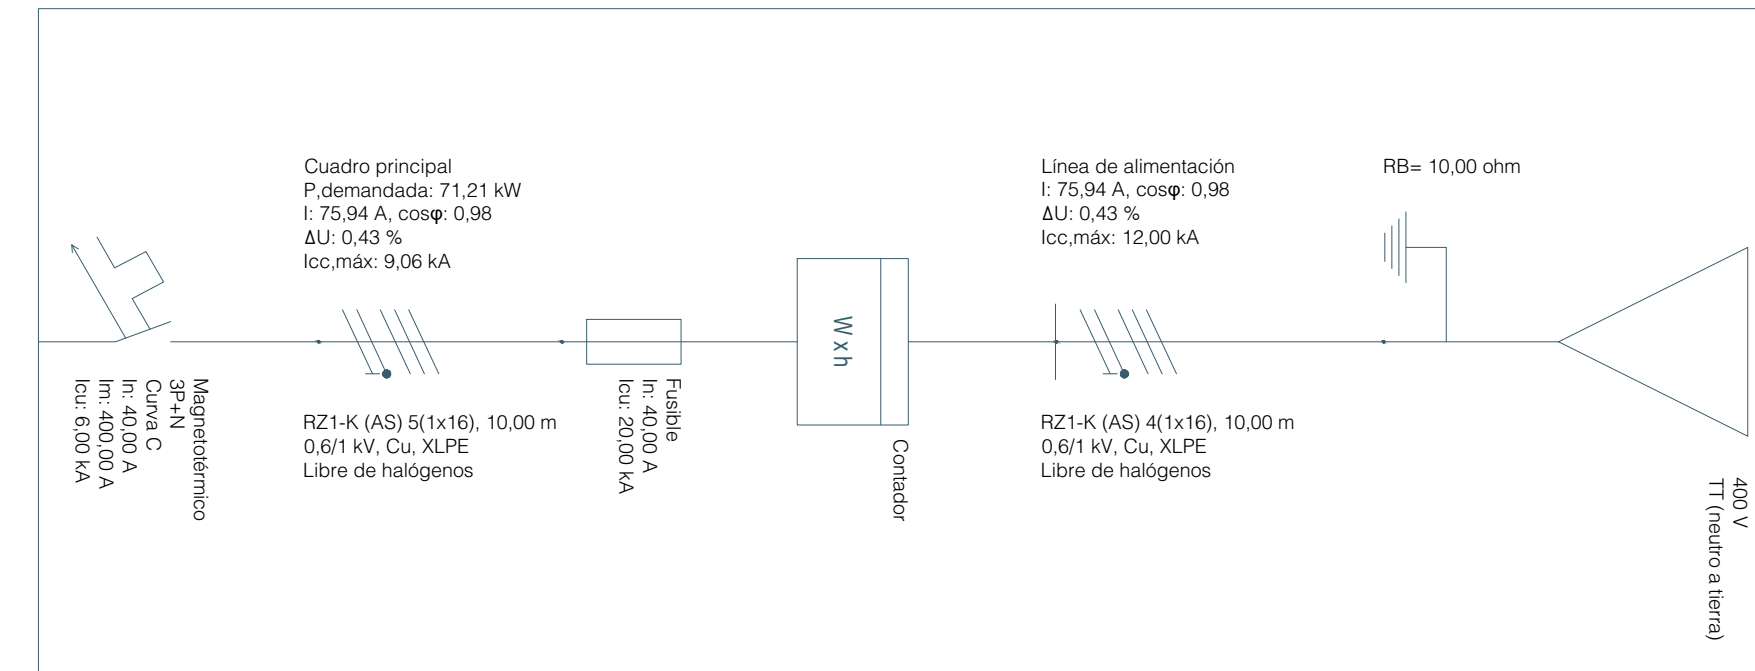 Cuadro principal
P,demandada: 71,21 kW
I: 75,94 A, cosφ: 0,98
ΔU: 0,43 %
Icc,máx: 9,06 kA
Línea de alimentación
I: 75,94 A, cosφ: 0,98
ΔU: 0,43 %
Icc,máx: 12,00 kA
RB= 10,00 ohm
W x h
Magnetotérmico
3P+N
Curva C
In: 40,00 A
Im: 400,00 A
Icu: 6,00 kA
RZ1-K (AS) 5(1x16), 10,00 m
0,6/1 kV, Cu, XLPE
Libre de halógenos
Fusible
In: 40,00 A
Icu: 20,00 kA
Contador
RZ1-K (AS) 4(1x16), 10,00 m
0,6/1 kV, Cu, XLPE
Libre de halógenos
400 V
TT (neutro a tierra)